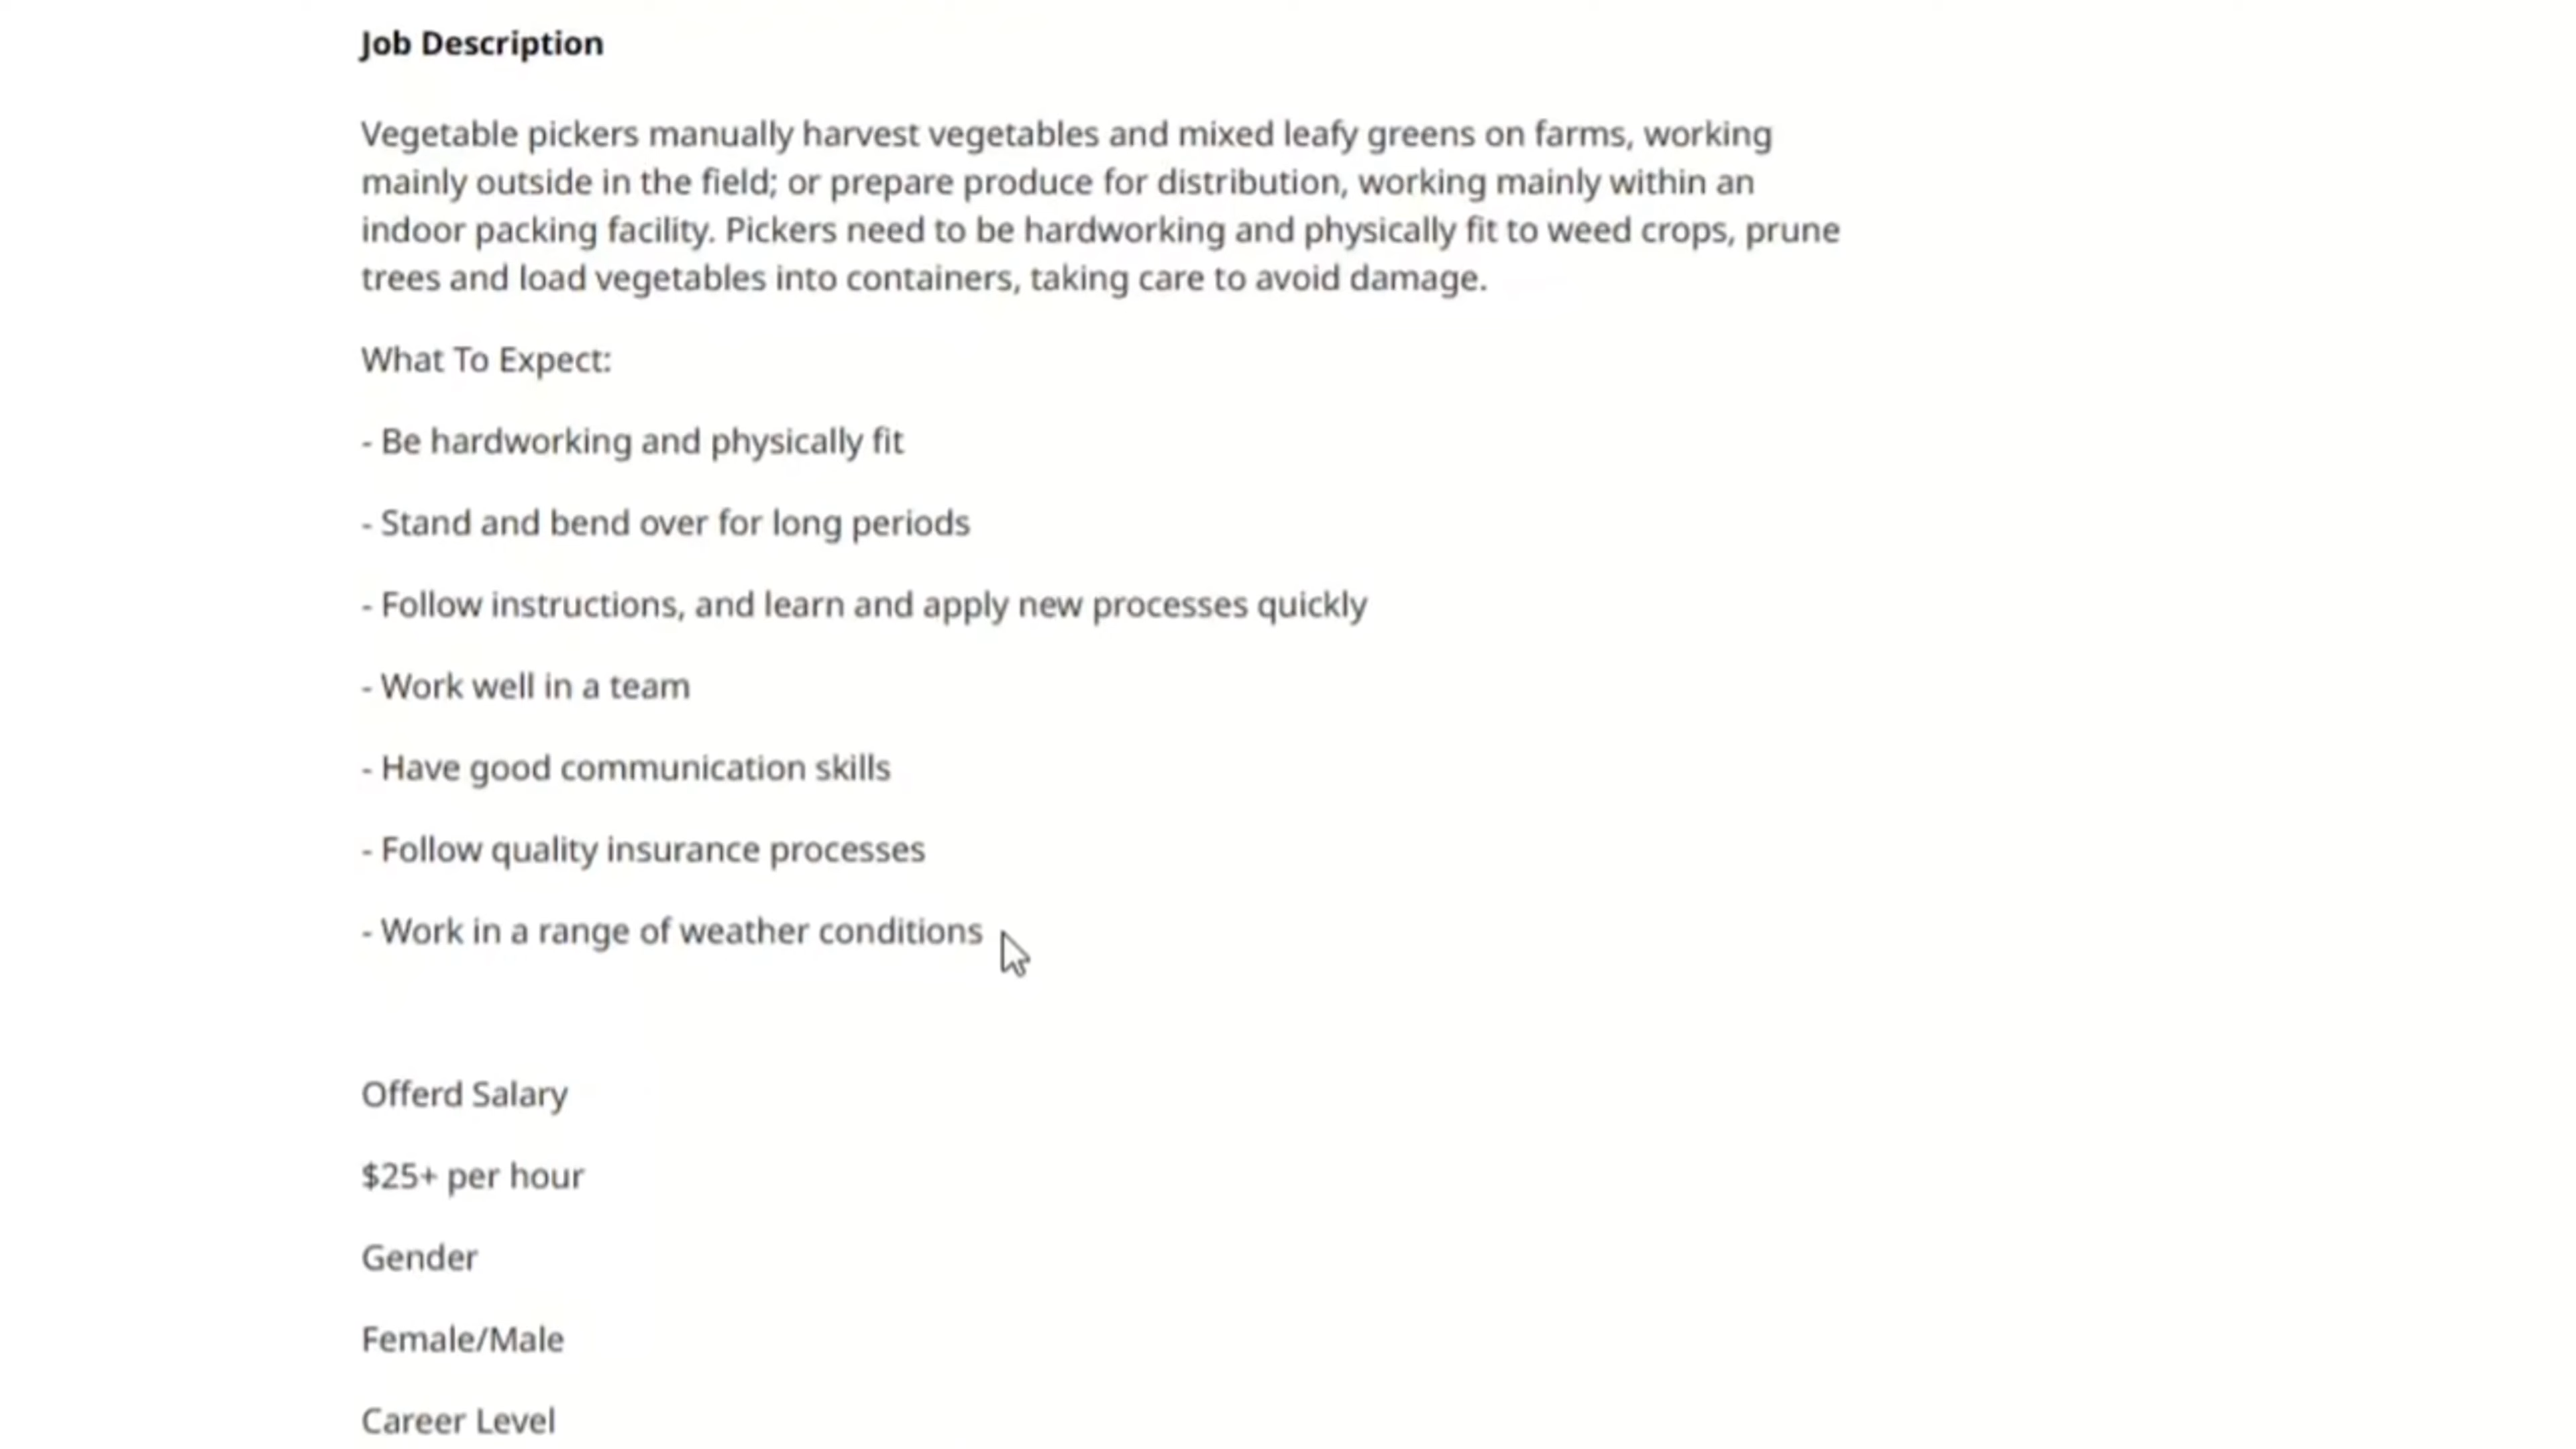 Job Description
Vegetable pickers manually harvest vegetables and mixed leafy greens on farms, working
mainly outside in the field; or prepare produce for distribution, working mainly within an
indoor packing facility. Pickers need to be hardworking and physically fit to weed crops, prune
trees and load vegetables into containers, taking care to avoid damage.
What To Expect:
- Be hardworking and physically fit
- Stand and bend over for long periods
- Follow instructions, and learn and apply new processes quickly
- Work well in a team
- Have good communication skills
- Follow quality insurance processes
- Work in a range of weather conditions
Offerd Salary
$25+ per hour
Gender
Female/Male
Career Level